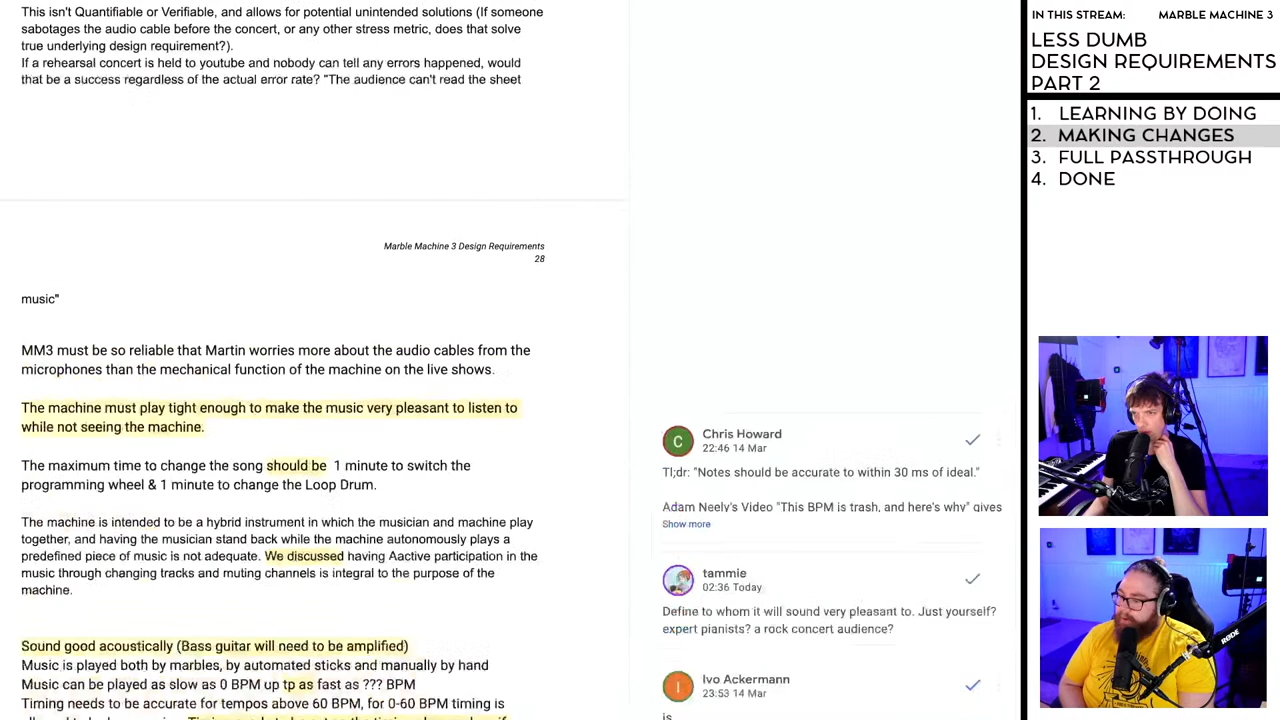 This isn't Quantifiable or Verifiable, and allows for potential unintended solutions (If someone
sabotages the audio cable before the concert, or any other stress metric, does that solve
true underlying design requirement?).
If a rehearsal concert is held to youtube and nobody can tell any errors happened, would
that be a success regardless of the actual error rate? "The audience can't read the sheet
Marble Machine 3 Design Requirements
28
music"
MM3 must be so reliable that Martin worries more about the audio cables from the
microphones than the mechanical function of the machine on the live shows.
The machine must play tight enough to make the music very pleasant to listen to
while not seeing the machine.
The maximum time to change the song should be 1 minute to switch the
programming wheel & 1 minute to change the Loop Drum.
The machine is intended to be a hybrid instrument in which the musician and machine play
together, and having the musician stand back while the machine autonomously plays a
predefined piece of music is not adequate. We discussed having Aactive participation in the
music through changing tracks and muting channels is integral to the purpose of the
machine.
Sound good acoustically (Bass guitar will need to be amplified)
Music is played both by marbles, by automated sticks and manually by hand
Music can be played as slow as 0 BPM up tp as fast as ??? BPM
Timing needs to be accurate for tempos above 60 BPM, for 0-60 BPM timing is
C
Chris Howard
22:46 14 Mar
Tl;dr: "Notes should be accurate to within 30 ms of ideal."
Adam Neely's Video "This BPM is trash, and here's why" gives
Show more
tammie
02:36 Today
Define to whom it will sound very pleasant to. Just yourself?
expert pianists? a rock concert audience?
I
Ivo Ackermann
23:53 14 Mar
is
IN THIS STREAM: MARBLE MACHINE 3
LESS DUMB
DESIGN REQUIREMENTS
PART 2
1. LEARNING BY DOING
2. MAKING CHANGES
3. FULL PASSTHROUGH
4. DONE
RØDE